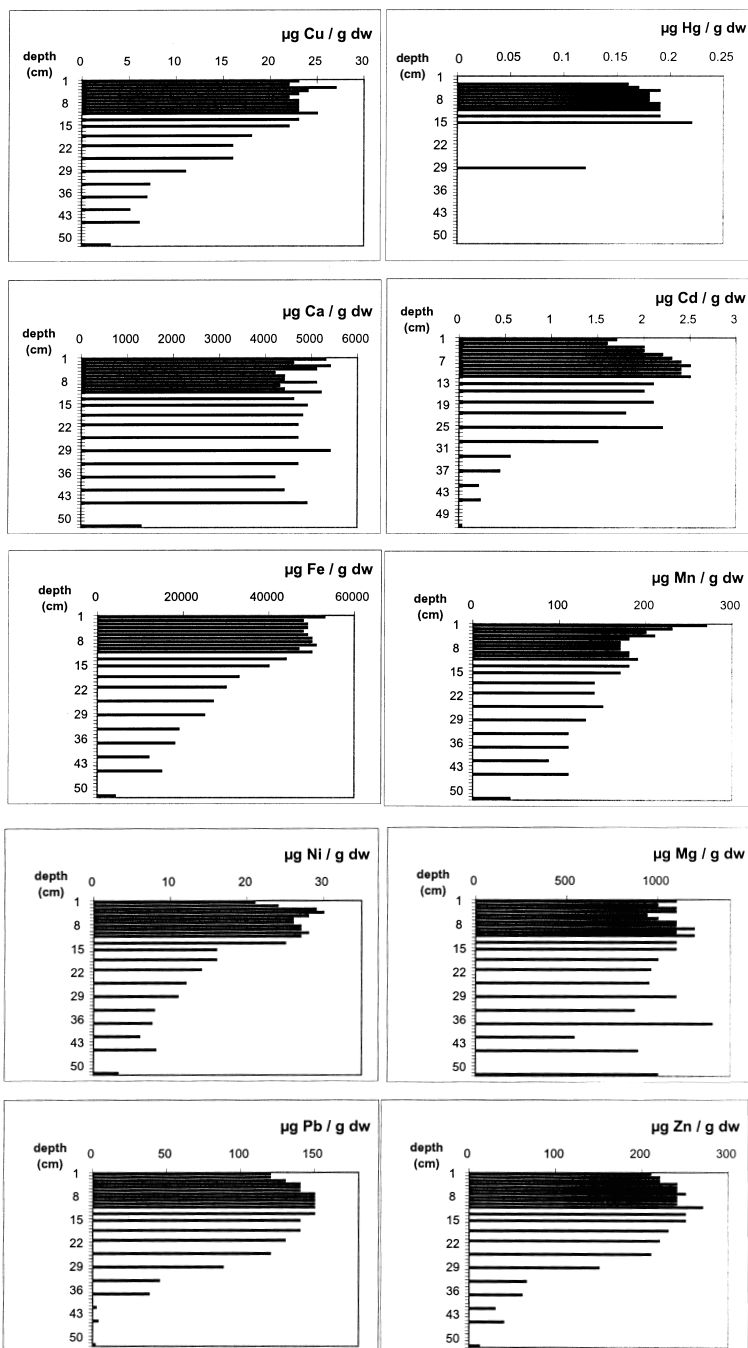 µg Cu / g dw
depth
(cm)
0 5 10 15 20 25 30
1
8
15
22
29
36
43
50
µg Hg / g dw
depth
(cm)
0 0.05 0.1 0.15 0.2 0.25
1
8
15
22
29
36
43
50
µg Ca / g dw
depth
(cm)
0 1000 2000 3000 4000 5000 6000
1
8
15
22
29
36
43
50
µg Cd / g dw
depth
(cm)
0 0.5 1 1.5 2 2.5 3
1
7
13
19
25
31
37
43
49
µg Fe / g dw
depth
(cm)
0 20000 40000 60000
1
8
15
22
29
36
43
50
µg Mn / g dw
depth
(cm)
0 100 200 300
1
8
15
22
29
36
43
50
µg Ni / g dw
depth
(cm)
0 10 20 30
1
8
15
22
29
36
43
50
µg Mg / g dw
depth
(cm)
0 500 1000
1
8
15
22
29
36
43
50
µg Pb / g dw
depth
(cm)
0 50 100 150
1
8
15
22
29
36
43
50
µg Zn / g dw
depth
(cm)
0 100 200 300
1
8
15
22
29
36
43
50